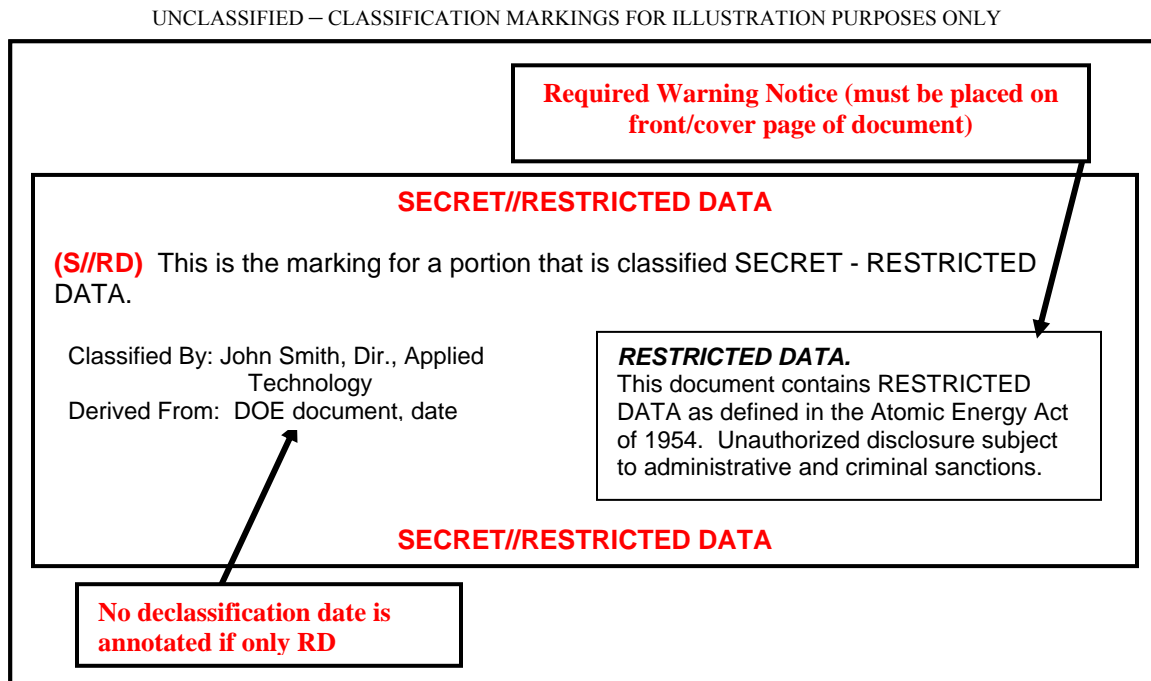 UNCLASSIFIED – CLASSIFICATION MARKINGS FOR ILLUSTRATION PURPOSES ONLY
Required Warning Notice (must be placed on
front/cover page of document)
SECRET//RESTRICTED DATA
(S//RD) This is the marking for a portion that is classified SECRET - RESTRICTED
DATA.
Classified By: John Smith, Dir., Applied
Technology
Derived From: DOE document, date
RESTRICTED DATA.
This document contains RESTRICTED
DATA as defined in the Atomic Energy Act
of 1954. Unauthorized disclosure subject
to administrative and criminal sanctions.
SECRET//RESTRICTED DATA
No declassification date is
annotated if only RD